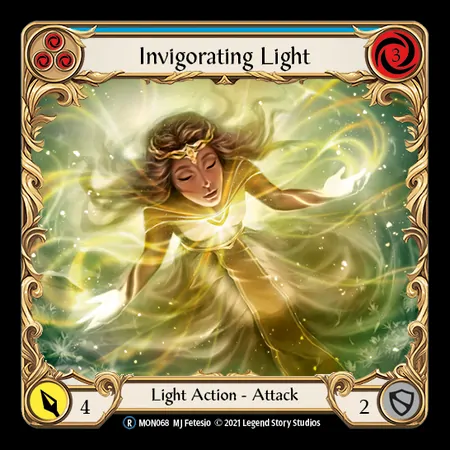 Invigorating Light
3
4
Light Action - Attack
2
R MON068 MJ Fetesio © 2021 Legend Story Studios